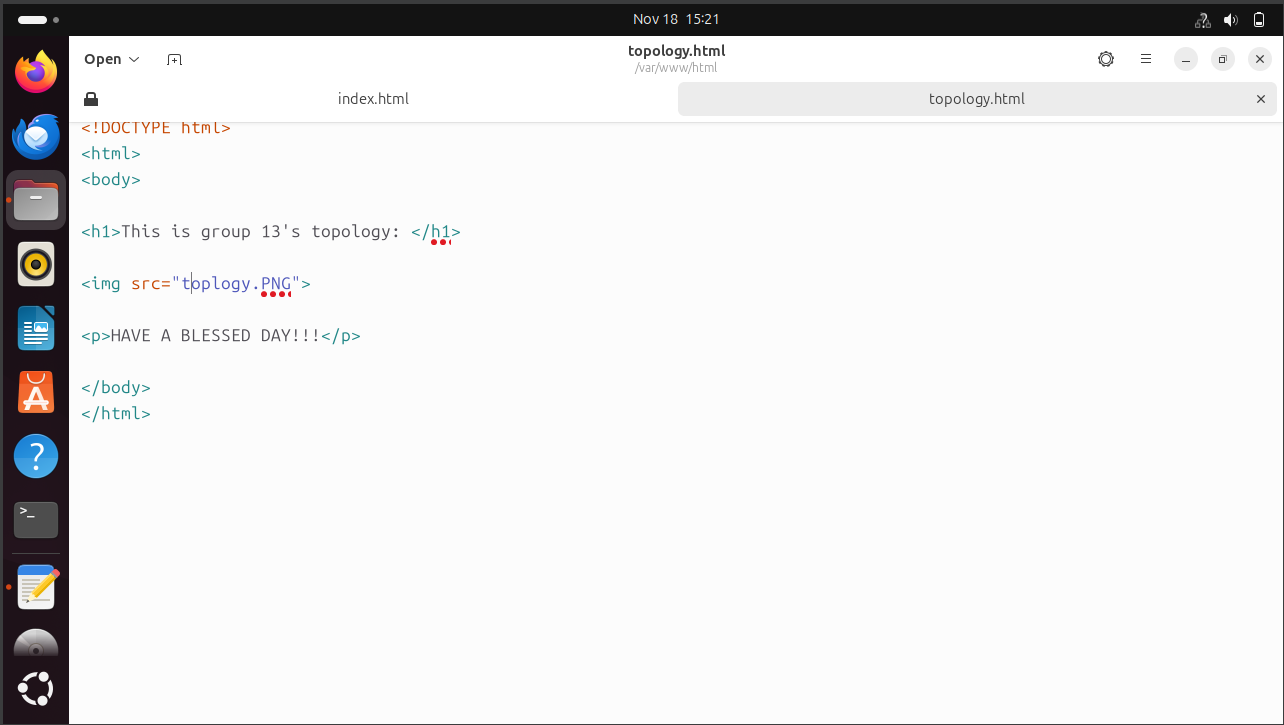 Nov 18 15:21
Open
topology.html
/var/www/html
index.html
topology.html
<!DOCTYPE html>
<html>
<body>
<h1>This is group 13's topology: </h1>
<img src="toplogy.PNG">
<p>HAVE A BLESSED DAY!!!</p>
</body>
</html>